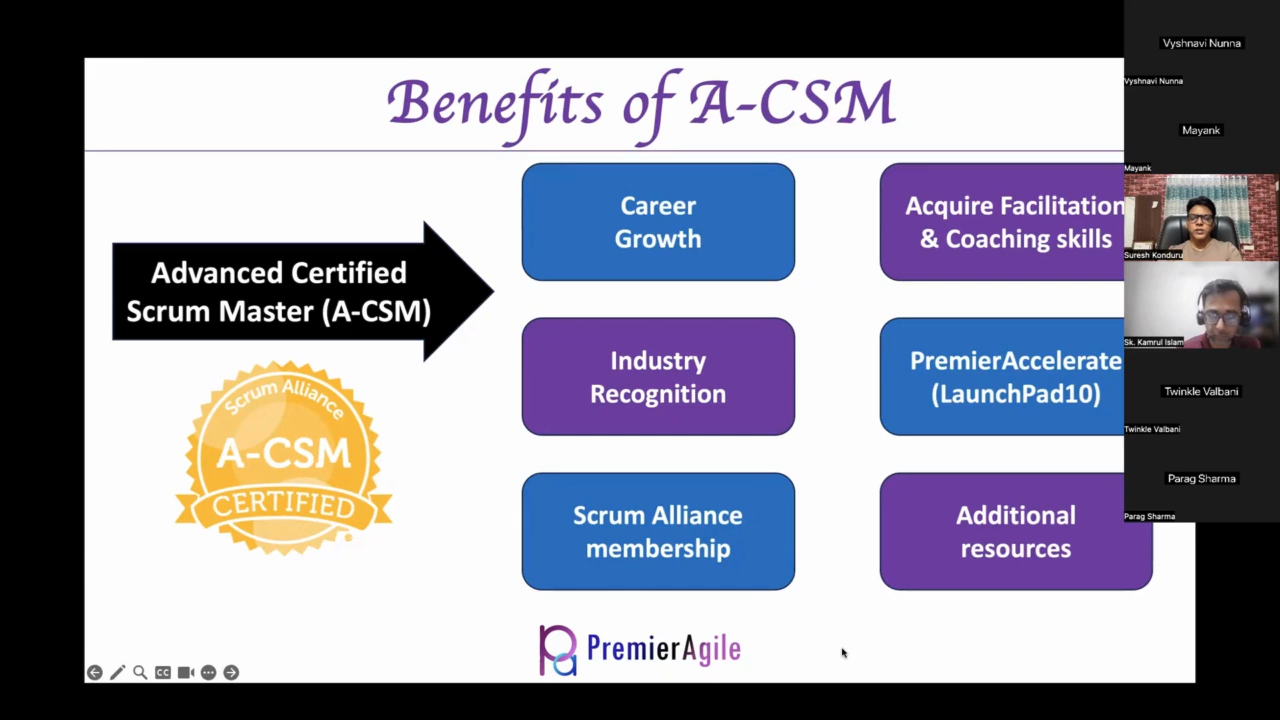 Benefits of A-CSM
Advanced Certified
Scrum Master (A-CSM)
Scrum Alliance
A-CSM
CERTIFIED
Career
Growth
Acquire Facilitation
& Coaching skills
Industry
Recognition
PremierAccelerate
(LaunchPad10)
Scrum Alliance
membership
Additional
resources
pa PremierAgile
CC
Vyshnavi Nunna
Vyshnavi Nunna
Mayank
Mayank
Suresh Konduru
Sk. Kamrul Islam
Twinkle Valbani
Twinkle Valbani
Parag Sharma
Parag Sharma